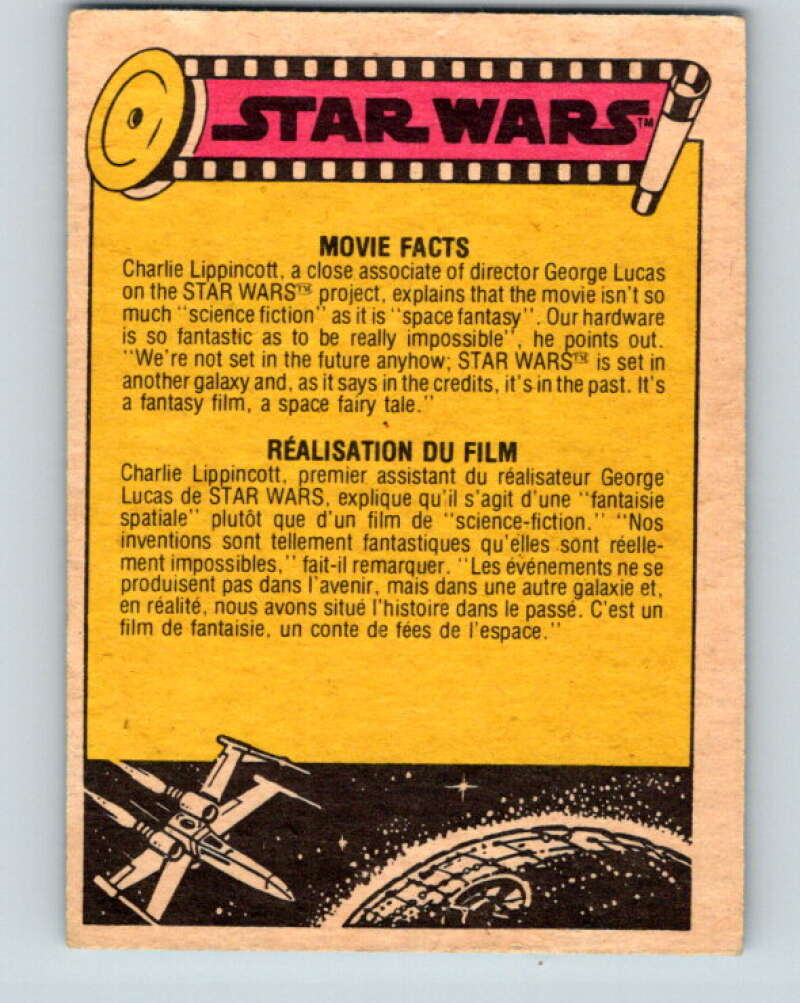 STAR WARS™
MOVIE FACTS
Charlie Lippincott, a close associate of director George Lucas
on the STAR WARS™ project, explains that the movie isn't so
much "science fiction" as it is "space fantasy". Our hardware
is so fantastic as to be really impossible", he points out.
"We're not set in the future anyhow; STAR WARS™ is set in
another galaxy and, as it says in the credits, it's in the past. It's
a fantasy film, a space fairy tale."
RÉALISATION DU FILM
Charlie Lippincott, premier assistant du réalisateur George
Lucas de STAR WARS, explique qu'il s'agit d'une "fantaisie
spatiale" plutôt que d'un film de "science-fiction." "Nos
inventions sont tellement fantastiques qu'elles sont réelle-
ment impossibles," fait-il remarquer. "Les événements ne se
produisent pas dans l'avenir, mais dans une autre galaxie et,
en réalité, nous avons situé l'histoire dans le passé. C'est un
film de fantaisie, un conte de fées de l'espace."